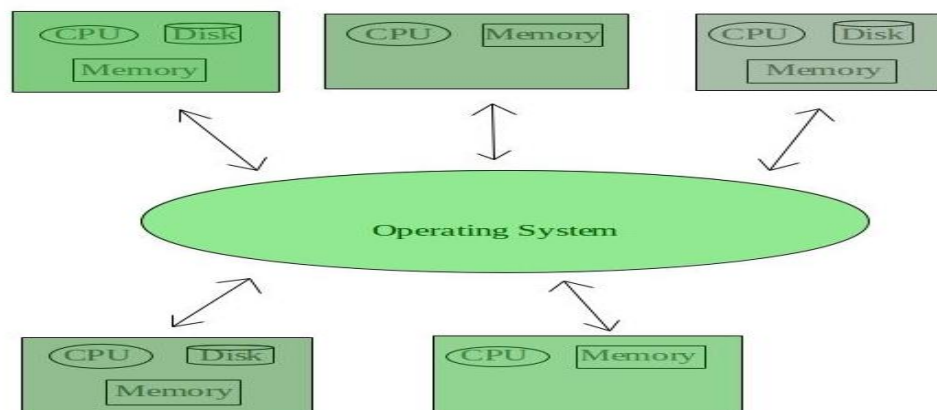 CPU Disk
Memory
CPU Memory
CPU Disk
Memory
Operating System
CPU Disk
Memory
CPU Memory